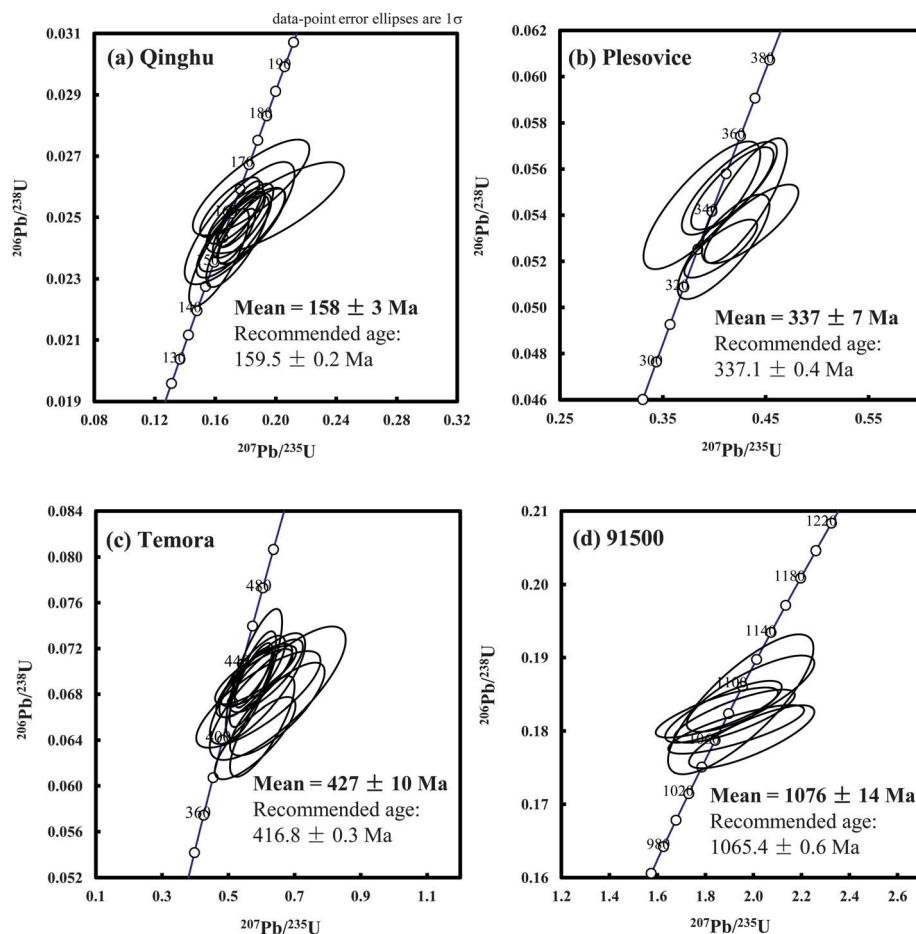 data-point error ellipses are 1σ
(a) Qinghu
0.031
0.029
0.027
0.025
0.023
0.021
0.019
206Pb/238U
190
180
170
150
140
130
Mean = 158 ± 3 Ma
Recommended age:
159.5 ± 0.2 Ma
0.08 0.12 0.16 0.20 0.24 0.28 0.32
207Pb/235U
(b) Plesovice
0.062
0.060
0.058
0.056
0.054
0.052
0.050
0.048
0.046
206Pb/238U
380
360
340
320
300
Mean = 337 ± 7 Ma
Recommended age:
337.1 ± 0.4 Ma
0.25 0.35 0.45 0.55
207Pb/235U
(c) Temora
0.084
0.080
0.076
0.072
0.068
0.064
0.060
0.056
0.052
206Pb/238U
480
440
400
360
Mean = 427 ± 10 Ma
Recommended age:
416.8 ± 0.3 Ma
0.1 0.3 0.5 0.7 0.9 1.1
207Pb/235U
(d) 91500
0.21
0.20
0.19
0.18
0.17
0.16
206Pb/238U
1220
1180
1140
1100
1060
1020
980
Mean = 1076 ± 14 Ma
Recommended age:
1065.4 ± 0.6 Ma
1.2 1.4 1.6 1.8 2.0 2.2 2.4
207Pb/235U